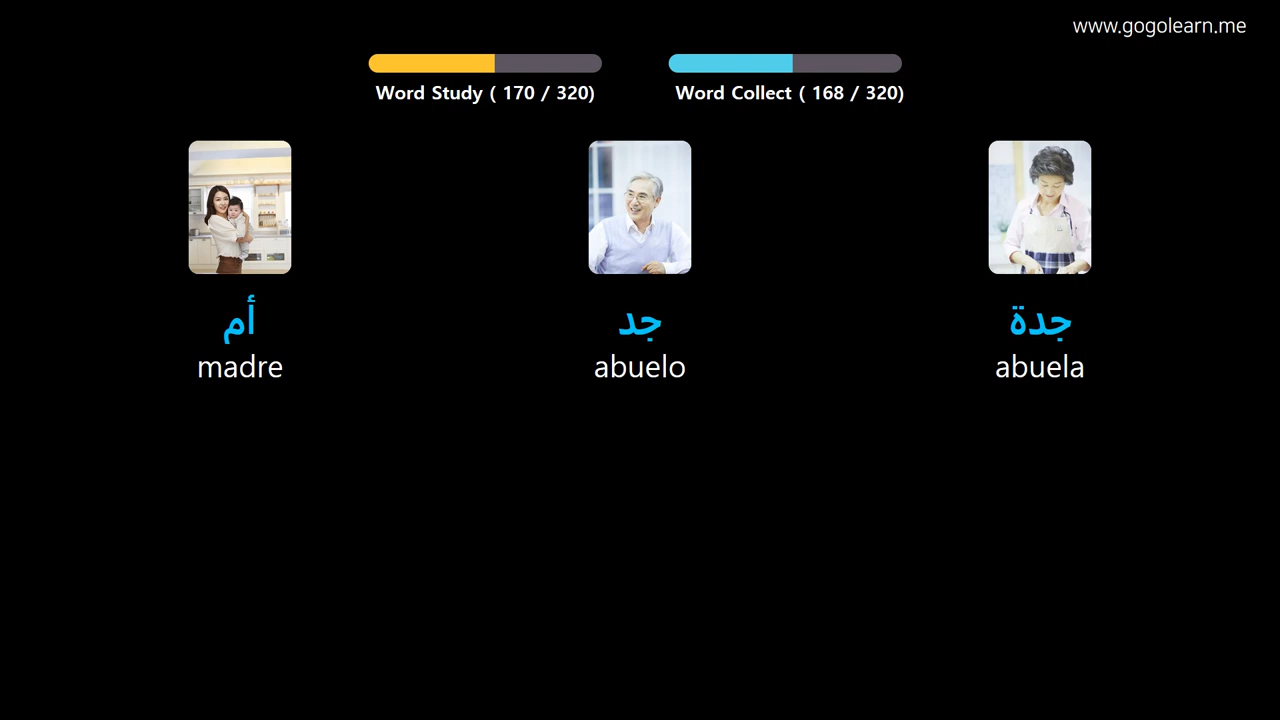 www.gogolearn.me
Word Study ( 170 / 320)
Word Collect ( 168 / 320)
أم
madre
جد
abuelo
جدة
abuela